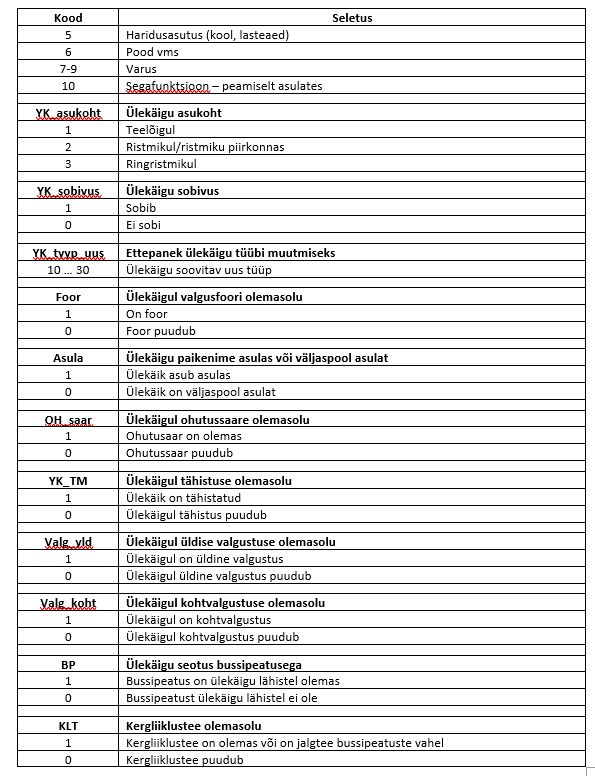 Kood Seletus
5 Haridusasutus (kool, lasteaed)
6 Pood vms
7-9 Varus
10 Segafunktsjoon – peamiselt asulates
YK_asukoht Ülekäigu asukoht
1 Teelõigul
2 Ristmikul/ristmiku piirkonnas
3 Ringristmikul
YK_sobivus Ülekäigu sobivus
1 Sobib
0 Ei sobi
YK_tyyp_uus Ettepanek ülekäigu tüübi muutmiseks
10 … 30 Ülekäigu soovitav uus tüüp
Foor Ülekäigul valgusfoori olemasolu
1 On foor
0 Foor puudub
Asula Ülekäigu paikenime asulas või väljaspool asulat
1 Ülekäik asub asulas
0 Ülekäik on väljaspool asulat
OH_saar Ülekäigul ohutussaare olemasolu
1 Ohutusaar on olemas
0 Ohutussaar puudub
YK_TM Ülekäigul tähistuse olemasolu
1 Ülekäik on tähistatud
0 Ülekäigul tähistus puudub
Valg_yld Ülekäigul üldise valgustuse olemasolu
1 Ülekäigul on üldine valgustus
0 Ülekäigul üldine valgustus puudub
Valg_koht Ülekäigul kohtvalgustuse olemasolu
1 Ülekäigul on kohtvalgustus
0 Ülekäigul kohtvalgustus puudub
BP Ülekäigu seotus bussipeatusega
1 Bussipeatus on ülekäigu lähistel olemas
0 Bussipeatust ülekäigu lähistel ei ole
KLT Kergliiklustee olemasolu
1 Kergliiklustee on olemas või on jalgtee bussipeatuste vahel
0 Kergliiklustee puudub